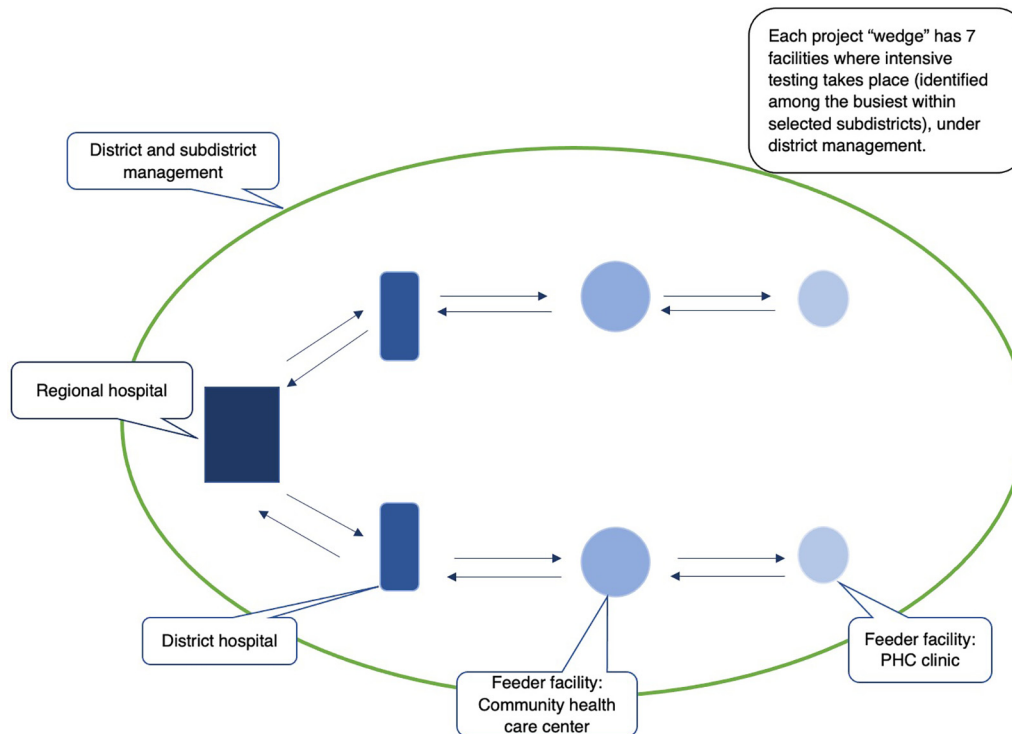 Each project “wedge” has 7
facilities where intensive
testing takes place (identified
among the busiest within
selected subdistricts), under
district management.
District and subdistrict
management
Regional hospital
District hospital
Feeder facility:
Community health
care center
Feeder facility:
PHC clinic